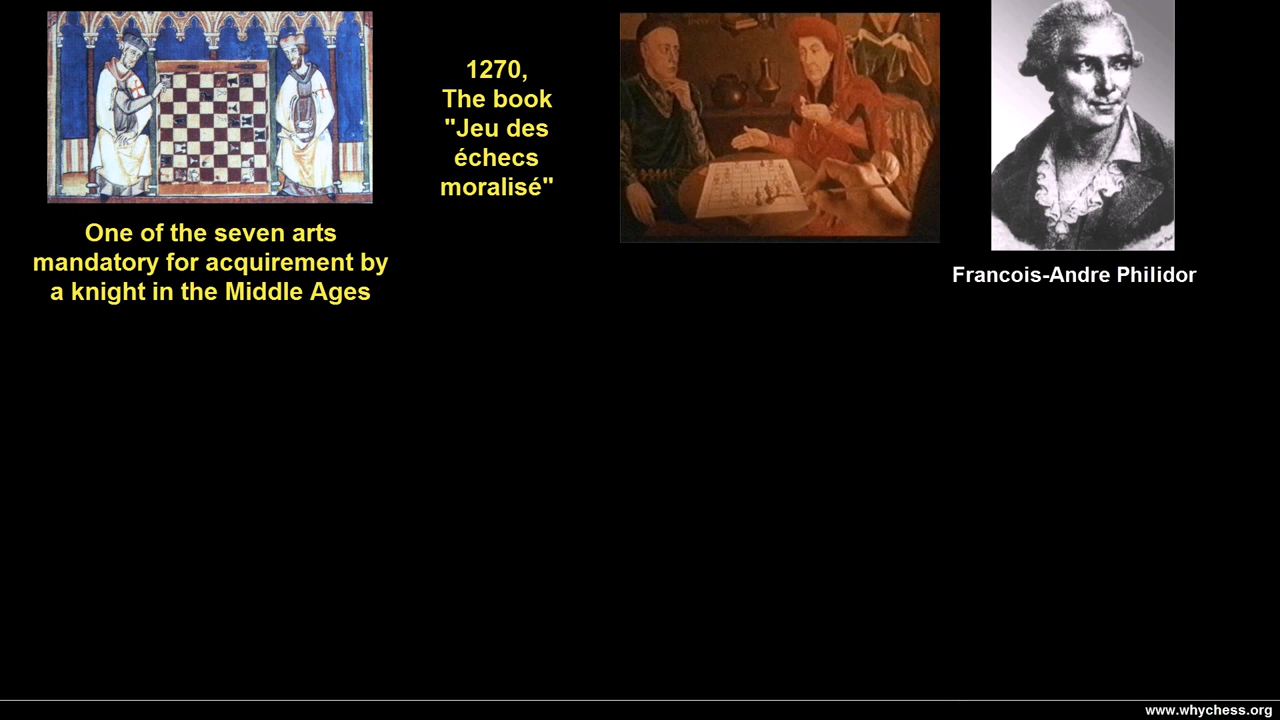 One of the seven arts
mandatory for acquirement by
a knight in the Middle Ages
1270,
The book
"Jeu des
échecs
moralisé"
Francois-Andre Philidor
www.whychess.org